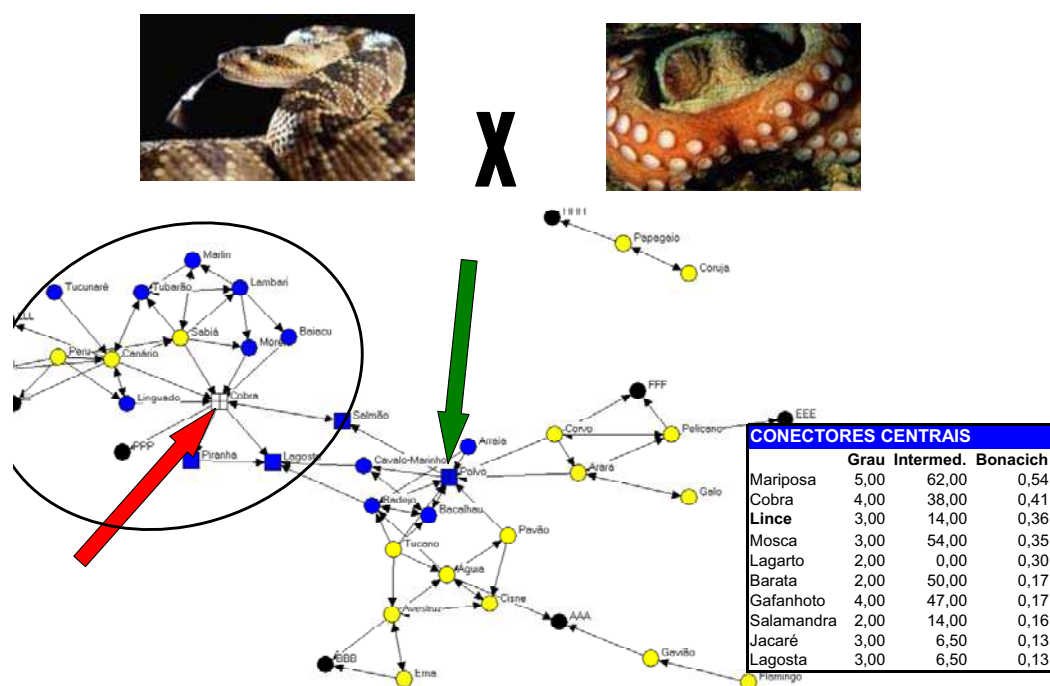 X
HHH
Papagaio
Coruja
Marlin
Tucunaré
Tubarão
Lambari
Sabiá
Baiacu
Peru
Canário
Linguado
Cobra
Salmão
PPP
Piranha
Lagosta
Cavalo-Marinho
Arraia
Polvo
Badejo
Bacalhau
Corvo
FFF
Pelicano
EEE
Arara
Galo
Tucano
Pavão
Águia
Cisne
Avestruz
AAA
BBB
Ema
Gavião
Flamingo
CONECTORES CENTRAIS
Grau Intermed. Bonacich
Mariposa 5,00 62,00 0,54
Cobra 4,00 38,00 0,41
Lince 3,00 14,00 0,36
Mosca 3,00 54,00 0,35
Lagarto 2,00 0,00 0,30
Barata 2,00 50,00 0,17
Gafanhoto 4,00 47,00 0,17
Salamandra 2,00 14,00 0,16
Jacaré 3,00 6,50 0,13
Lagosta 3,00 6,50 0,13